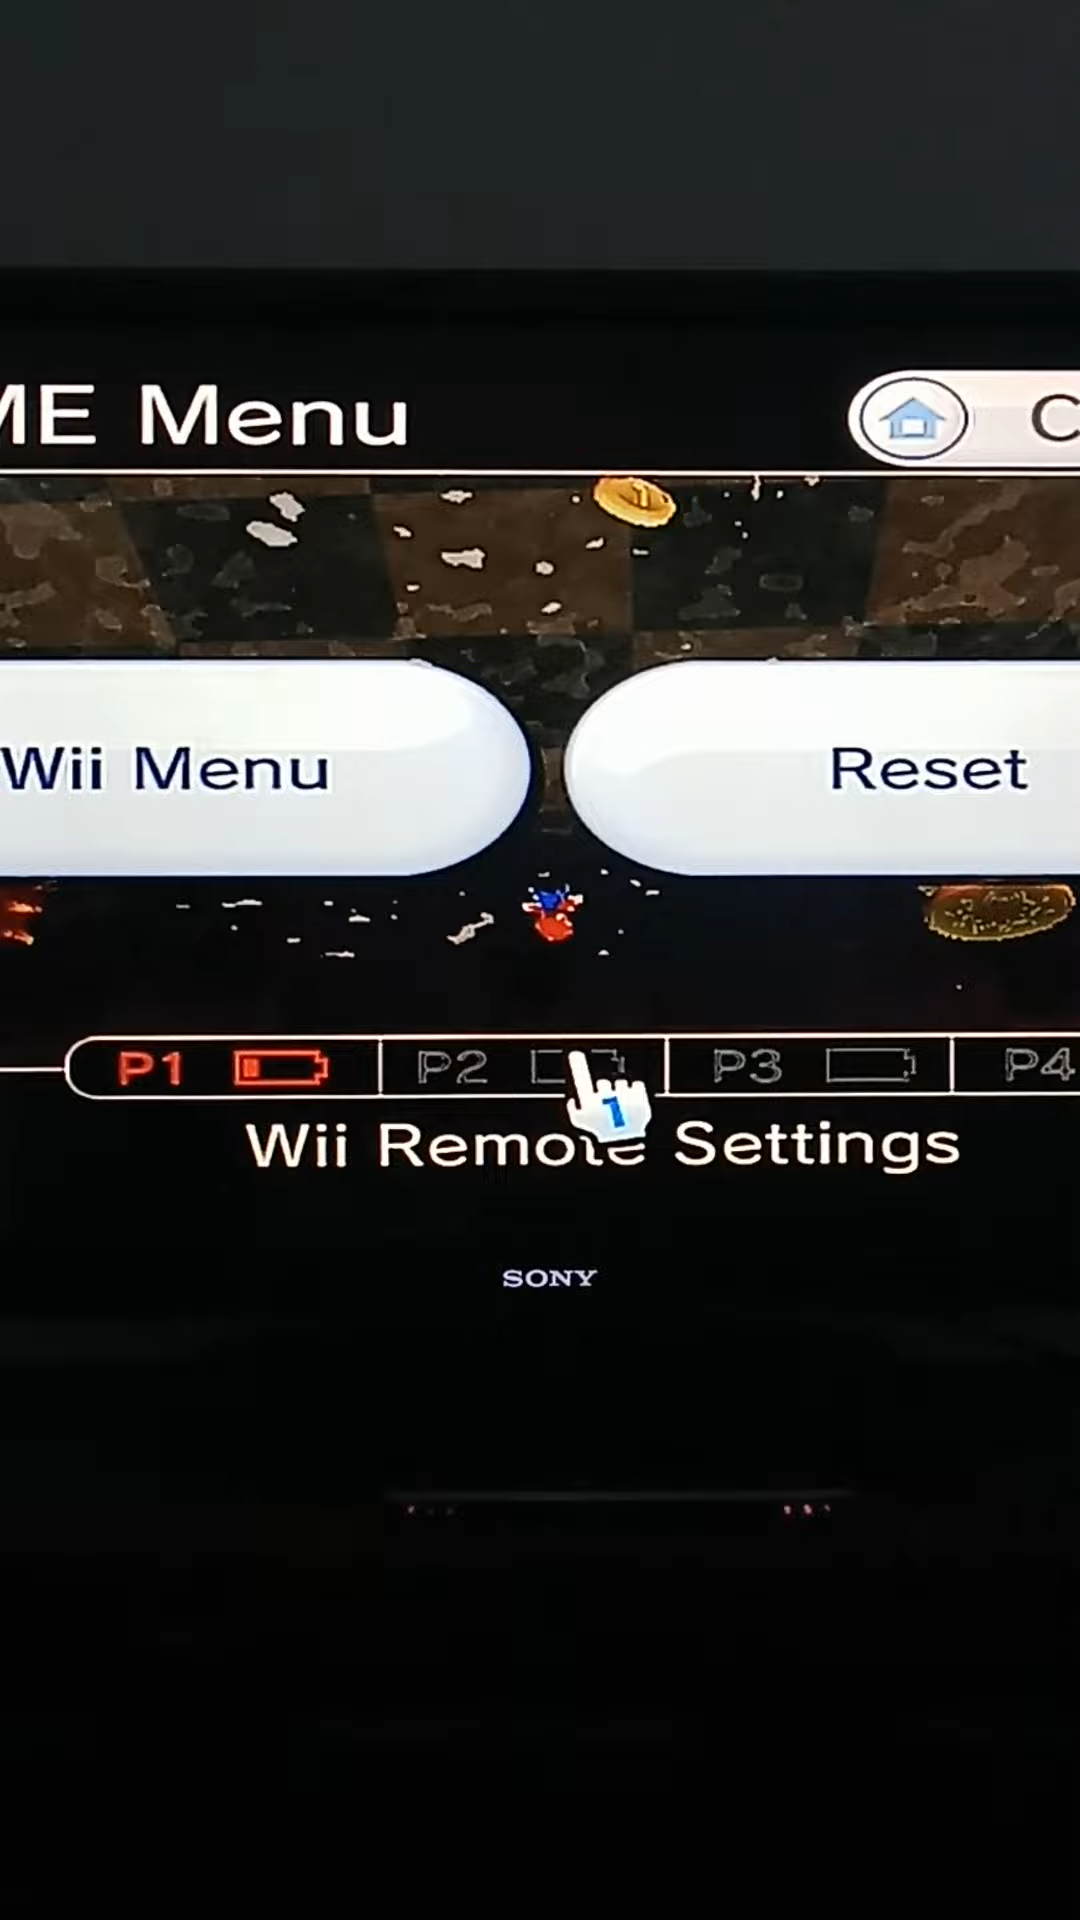 ME Menu
C
Wii Menu
Reset
P1
P2
P3
P4
1
Wii Remote Settings
SONY